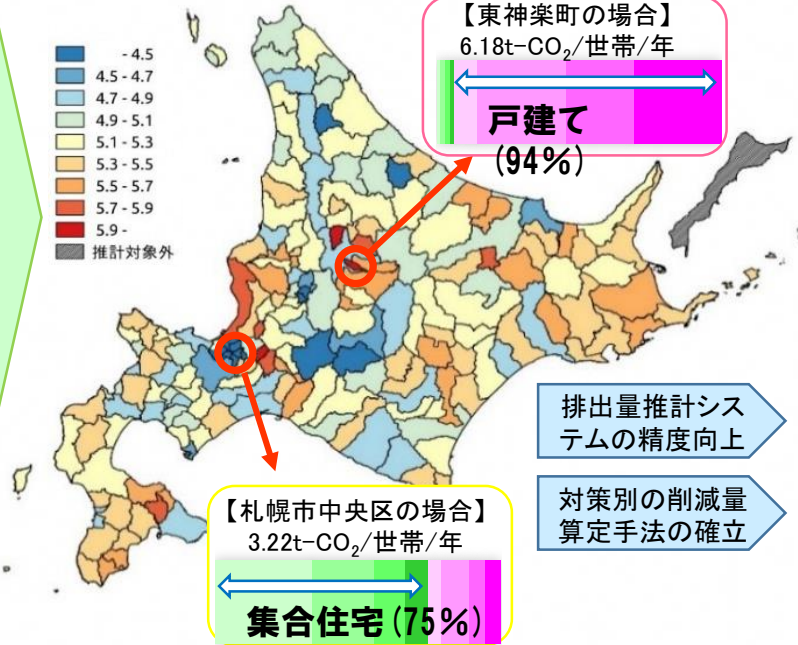 【東神楽町の場合】
6.18t-CO₂/世帯/年
戸建て
(94%)
- 4.5
4.5 - 4.7
4.7 - 4.9
4.9 - 5.1
5.1 - 5.3
5.3 - 5.5
5.5 - 5.7
5.7 - 5.9
5.9 -
推計対象外
排出量推計シス
テムの精度向上
対策別の削減量
算定手法の確立
【札幌市中央区の場合】
3.22t-CO₂/世帯/年
集合住宅(75%)